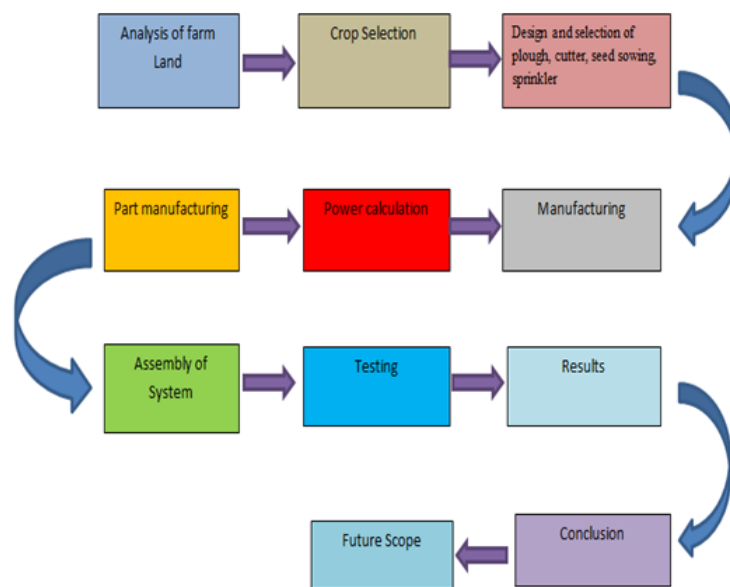 Analysis of farm
Land
Crop Selection
Design and selection of
plough, cutter, seed sowing,
sprinkler
Part manufacturing
Power calculation
Manufacturing
Assembly of
System
Testing
Results
Future Scope
Conclusion